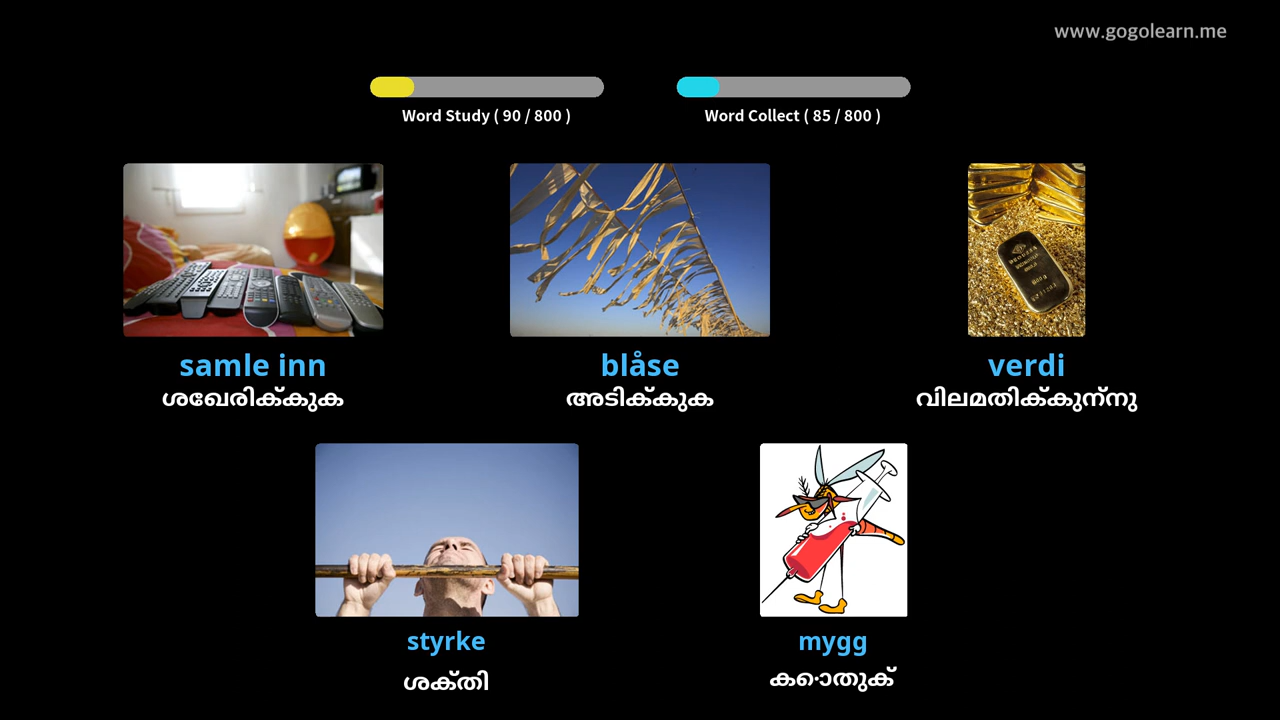 www.gogolearn.me
Word Study ( 90 / 800 )
Word Collect ( 85 / 800 )
samle inn
ശേഖരിക്കുക
blåse
അടിക്കുക
verdi
വിലമതിക്കുന്നു
styrke
ശക്തി
mygg
കൊതുക്